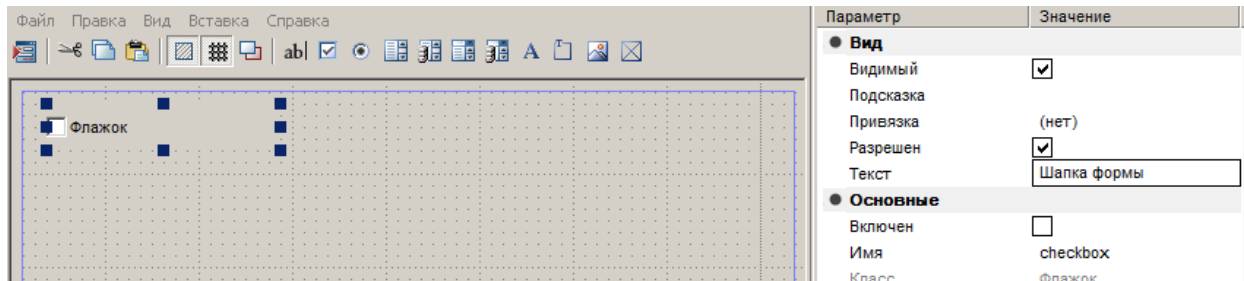 Файл Правка Вид Вставка Справка
ab| A T
Флажок
Параметр Значение
Вид
Видимый
Подсказка
Привязка (нет)
Разрешен
Текст Шапка формы
Основные
Включен
Имя checkbox
Класс Флажок